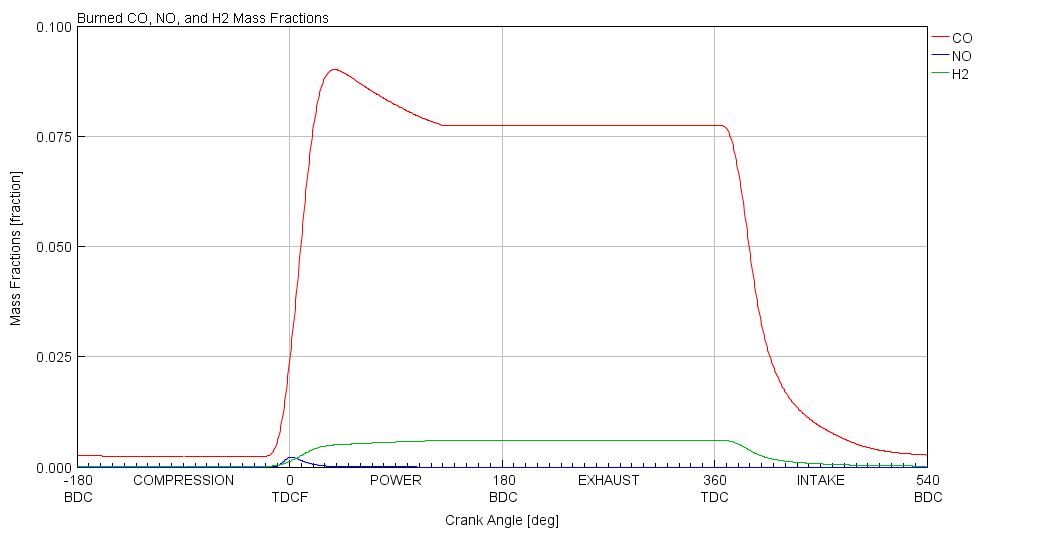 Burned CO, NO, and H2 Mass Fractions
CO
NO
H2
0.100
0.075
0.050
0.025
0.000
Mass Fractions [fraction]
-180 COMPRESSION 0 POWER 180 EXHAUST 360 INTAKE 540
BDC TDCF BDC TDC BDC
Crank Angle [deg]